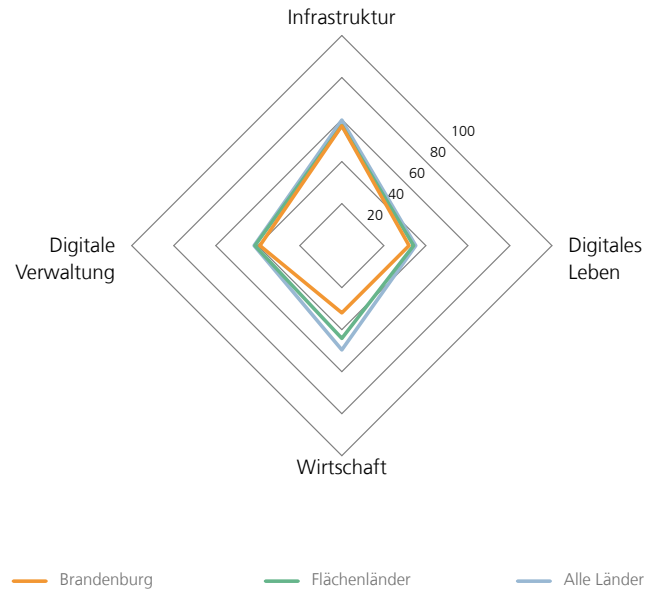 Infrastruktur
100
80
60
40
20
Digitale
Verwaltung
Digitales
Leben
Wirtschaft
Brandenburg
Flächenländer
Alle Länder